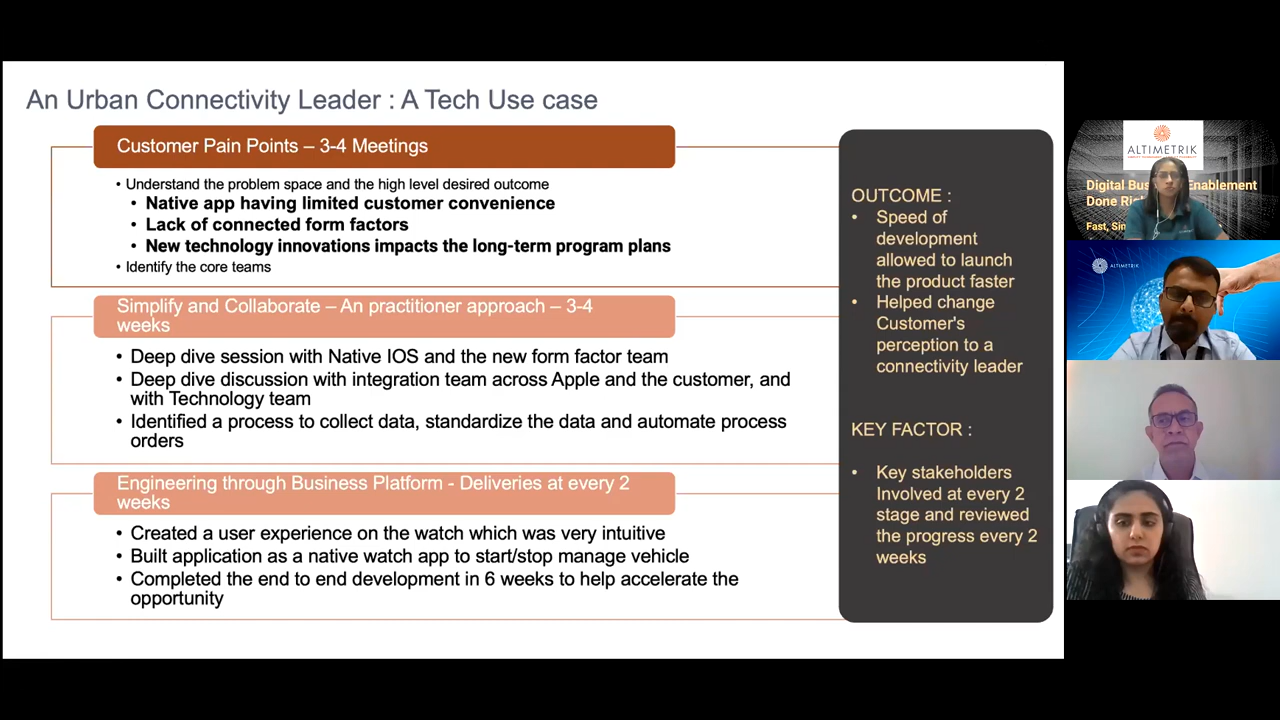 An Urban Connectivity Leader : A Tech Use case
Customer Pain Points – 3-4 Meetings
• Understand the problem space and the high level desired outcome
• Native app having limited customer convenience
• Lack of connected form factors
• New technology innovations impacts the long-term program plans
• Identify the core teams
Simplify and Collaborate – An practitioner approach – 3-4
weeks
• Deep dive session with Native IOS and the new form factor team
• Deep dive discussion with integration team across Apple and the customer, and
with Technology team
• Identified a process to collect data, standardize the data and automate process
orders
Engineering through Business Platform - Deliveries at every 2
weeks
• Created a user experience on the watch which was very intuitive
• Built application as a native watch app to start/stop manage vehicle
• Completed the end to end development in 6 weeks to help accelerate the
opportunity
OUTCOME :
• Speed of
development
allowed to launch
the product faster
• Helped change
Customer's
perception to a
connectivity leader
KEY FACTOR :
• Key stakeholders
Involved at every 2
stage and reviewed
the progress every 2
weeks
ALTIMETRIK
Digital Bus Enablement
Done Ri
Fast, Sim
ALTIMETRIK